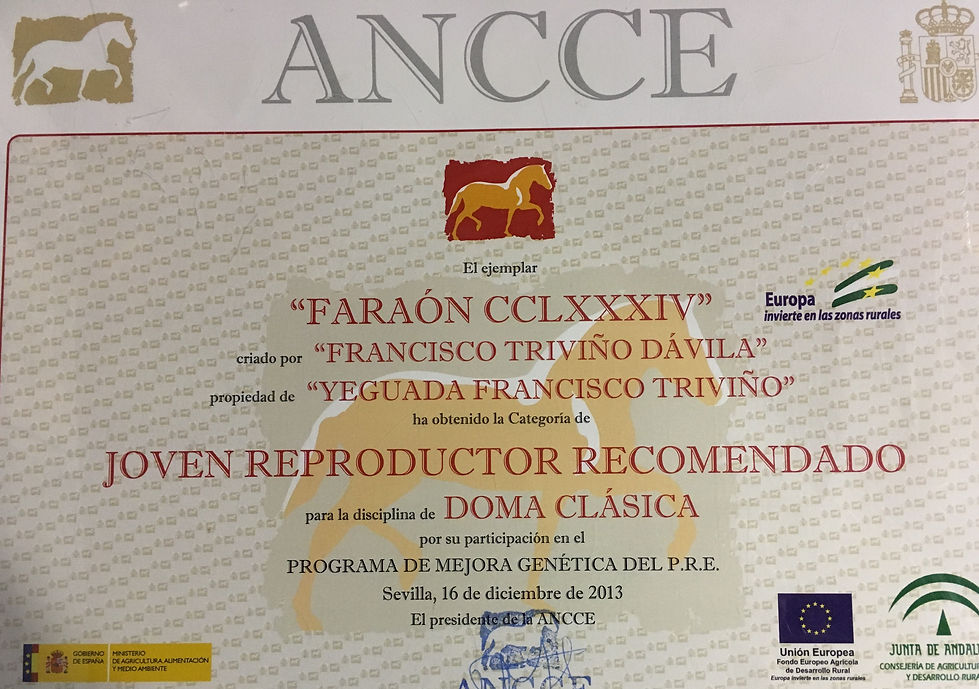 ANCCE
El ejemplar
“FARAÓN CCLXXXIV”
Europa
invierte en las zonas rurales
criado por “FRANCISCO TRIVIÑO DÁVILA”
propiedad de “YEGUADA FRANCISCO TRIVIÑO”
ha obtenido la Categoría de
JOVEN REPRODUCTOR RECOMENDADO
para la disciplina de DOMA CLÁSICA
por su participación en el
PROGRAMA DE MEJORA GENÉTICA DEL P.R.E.
Sevilla, 16 de diciembre de 2013
El presidente de la ANCCE
ANCCE
GOBIERNO
DE ESPAÑA
MINISTERIO
DE AGRICULTURA, ALIMENTACIÓN
Y MEDIO AMBIENTE
Unión Europea
Fondo Europeo Agrícola
de Desarrollo Rural
Europa invierte en las zonas rurales
JUNTA DE ANDAL
CONSEJERÍA DE AGRICULTU
Y DESARROLLO RUR